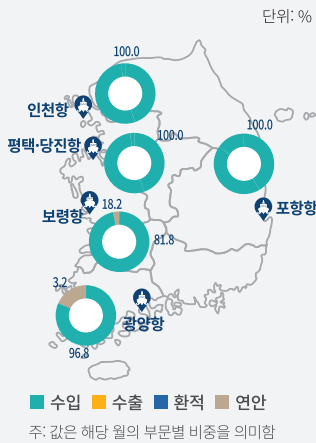 단위: %
100.0
인천항
평택·당진항
100.0
100.0
포항항
보령항
18.2
81.8
3.2
광양항
96.8
수입 수출 환적 연안
주: 값은 해당 월의 부문별 비중을 의미함